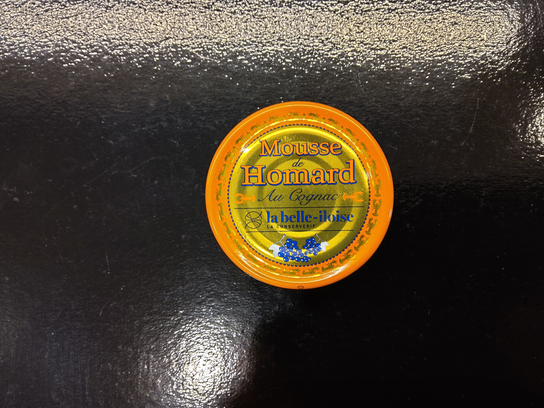 Mousse
de
Homard
Au Cognac
la belle-iloise
LA CONSERVERIE